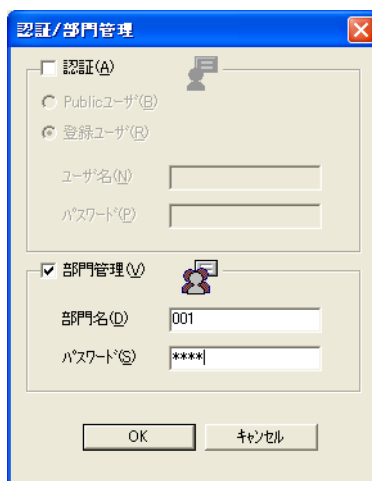 認証/部門管理
認証(A)
Publicユーザ(B)
登録ユーザ(R)
ユーザ名(N)
パスワード(P)
部門管理(V)
部門名(D) 001
パスワード(S) ****
OK キャンセル